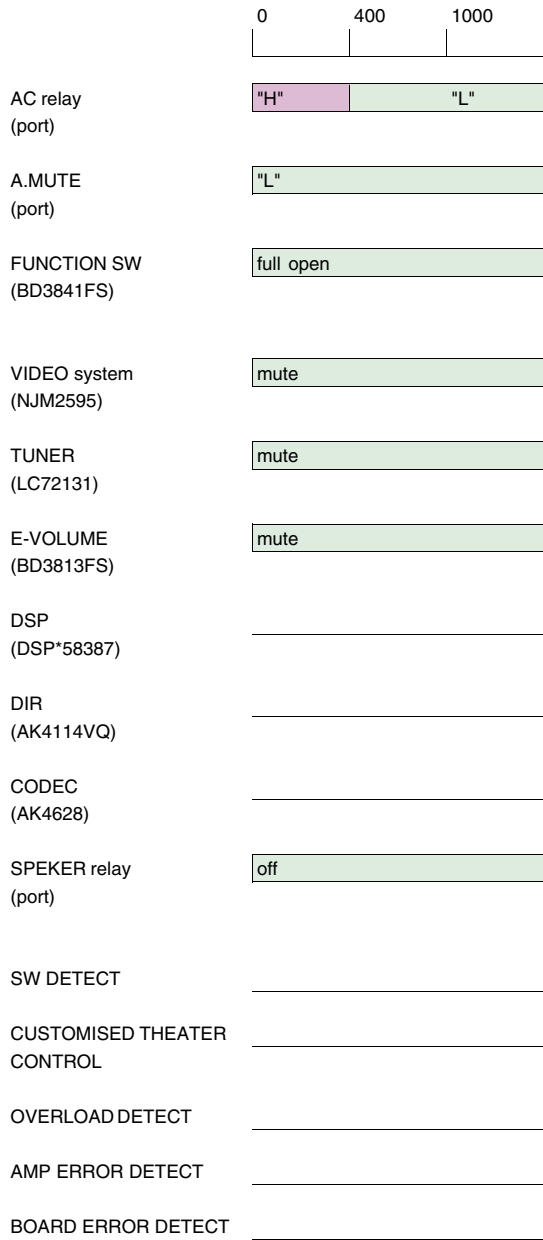 0 400 1000
AC relay "H" "L"
(port)
A.MUTE "L"
(port)
FUNCTION SW full open
(BD3841FS)
VIDEO system mute
(NJM2595)
TUNER mute
(LC72131)
E-VOLUME mute
(BD3813FS)
DSP
(DSP*58387)
DIR
(AK4114VQ)
CODEC
(AK4628)
SPEKER relay off
(port)
SW DETECT
CUSTOMISED THEATER
CONTROL
OVERLOAD DETECT
AMP ERROR DETECT
BOARD ERROR DETECT